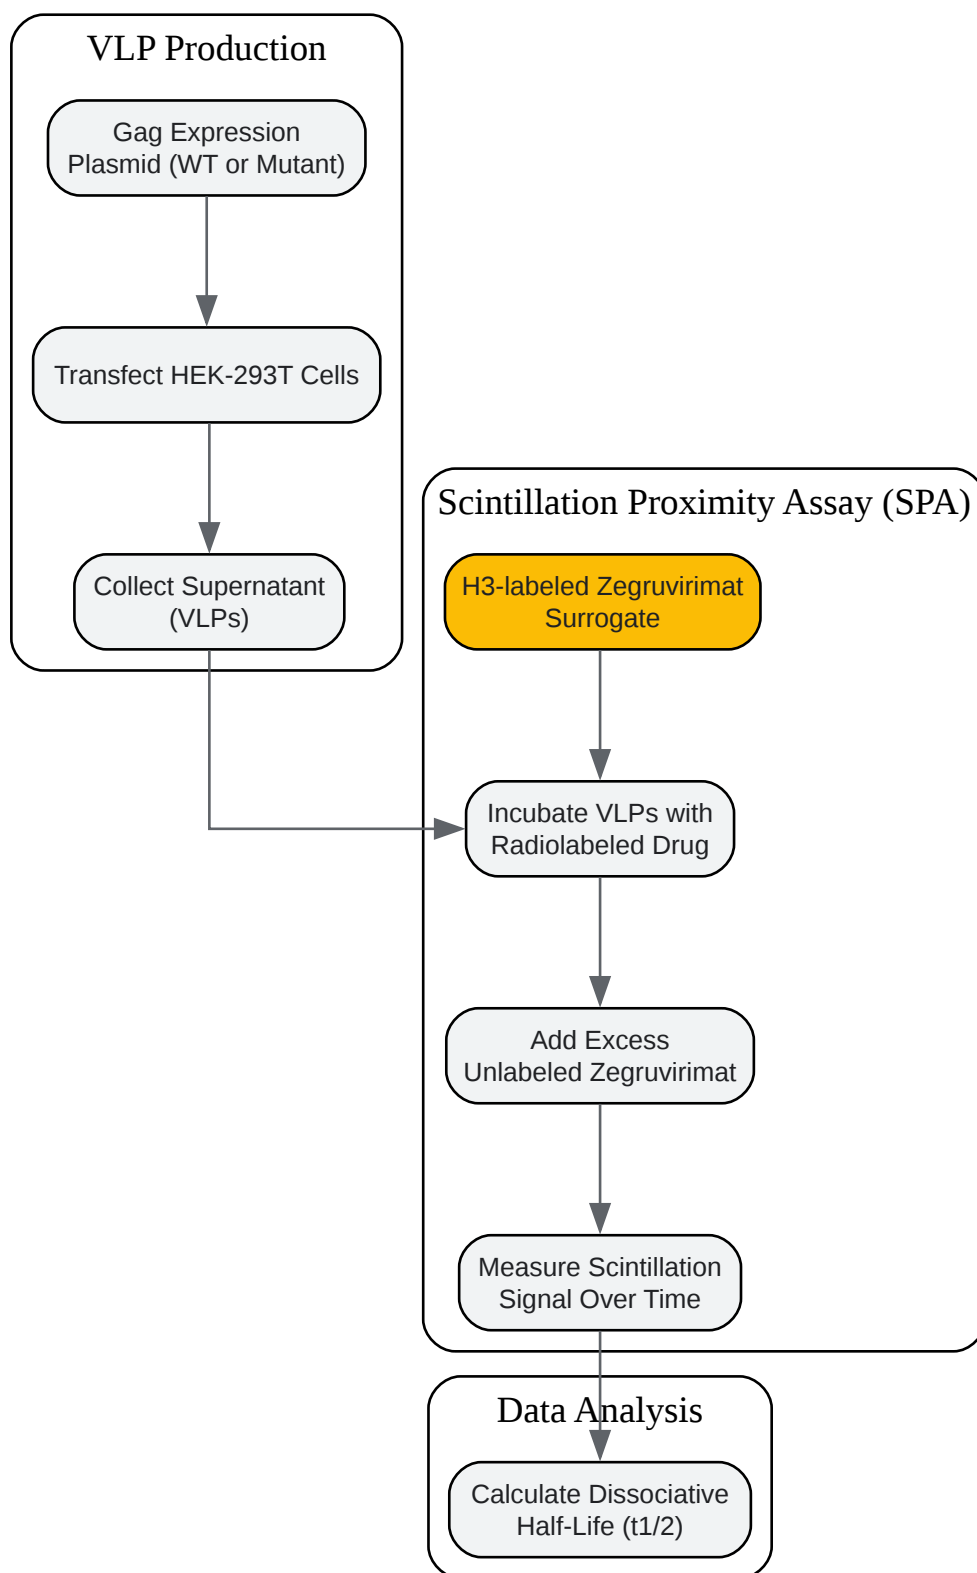 VLP Production
Gag Expression
Plasmid (WT or Mutant)
Transfect HEK-293T Cells
Collect Supernatant
(VLPs)
Scintillation Proximity Assay (SPA)
H3-labeled Zegruvirimat
Surrogate
Incubate VLPs with
Radiolabeled Drug
Add Excess
Unlabeled Zegruvirimat
Measure Scintillation
Signal Over Time
Data Analysis
Calculate Dissociative
Half-Life (t1/2)